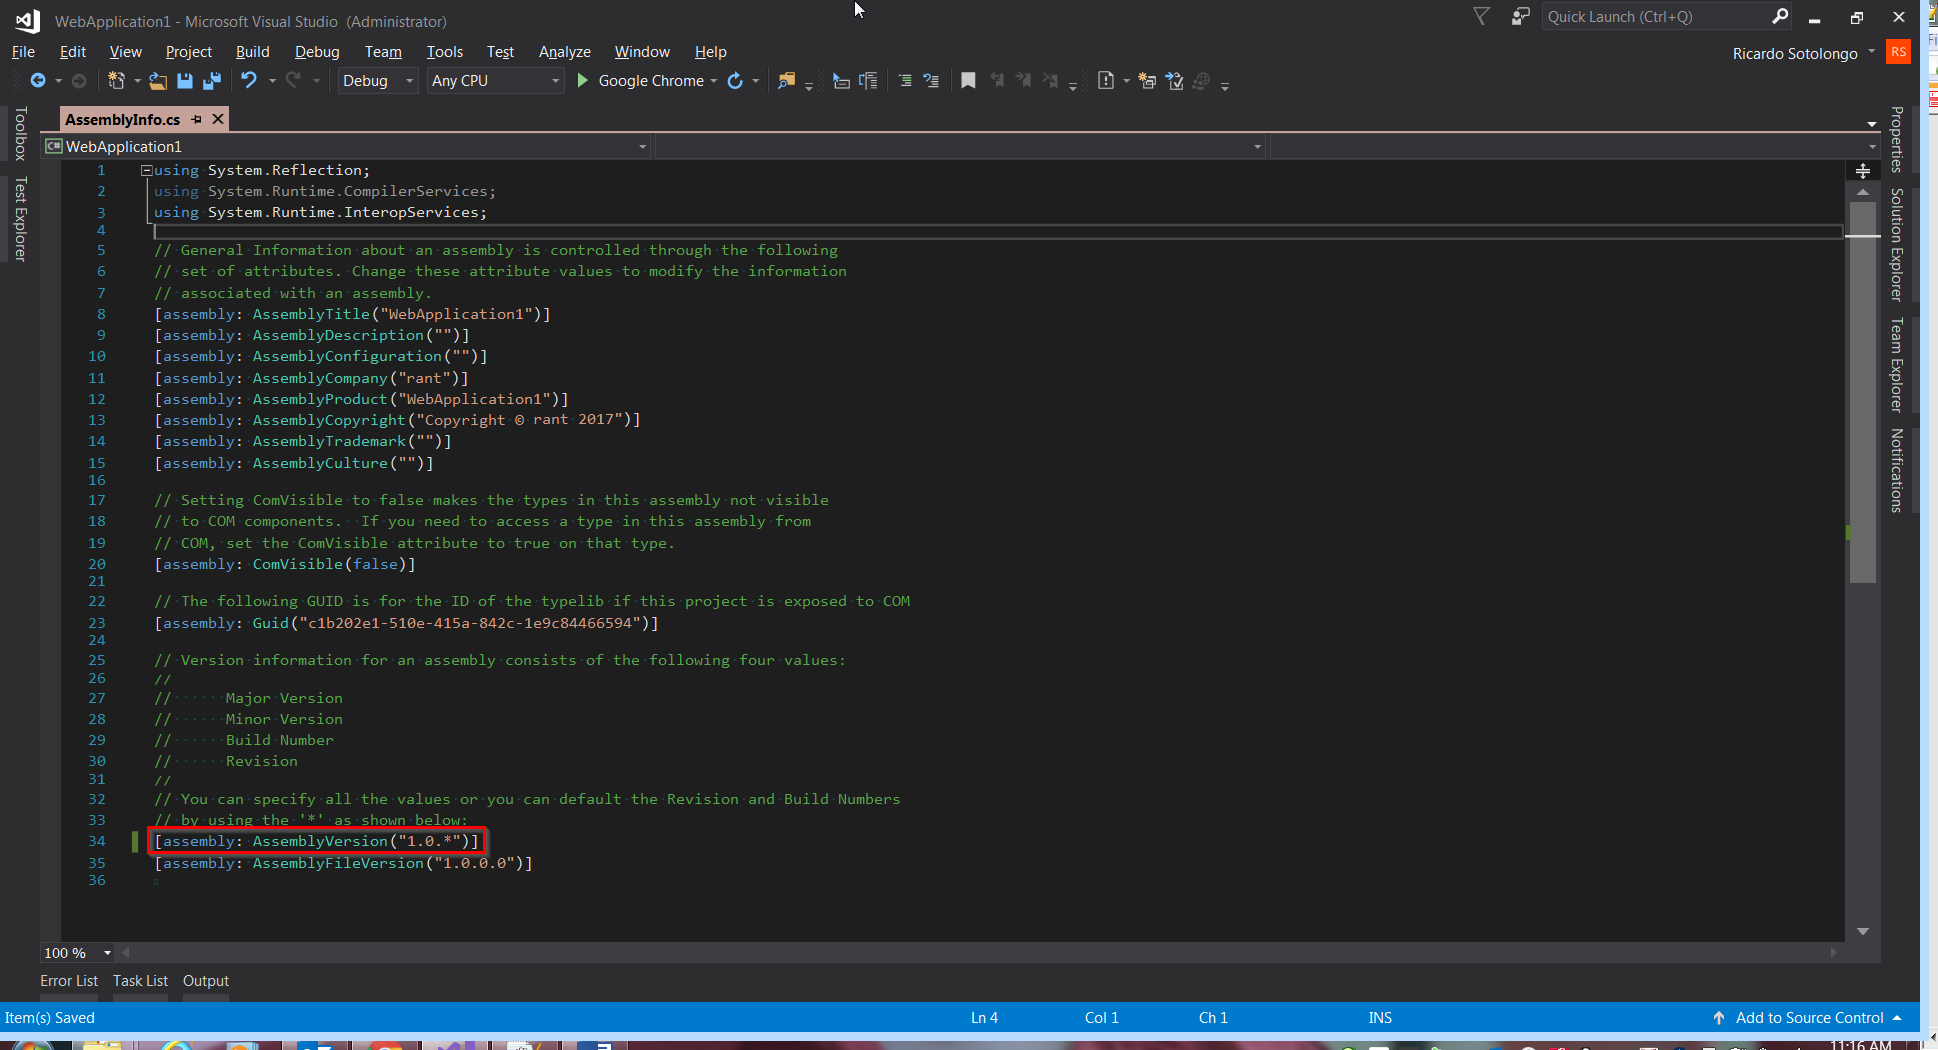 WebApplication1 - Microsoft Visual Studio (Administrator)
Quick Launch (Ctrl+Q)
File Edit View Project Build Debug Team Tools Test Analyze Window Help
Ricardo Sotolongo RS
Debug Any CPU Google Chrome
Toolbox
Test Explorer
AssemblyInfo.cs
C# WebApplication1
1 using System.Reflection;
2 using System.Runtime.CompilerServices;
3 using System.Runtime.InteropServices;
4
5 // General Information about an assembly is controlled through the following
6 // set of attributes. Change these attribute values to modify the information
7 // associated with an assembly.
8 [assembly: AssemblyTitle("WebApplication1")]
9 [assembly: AssemblyDescription("")]
10 [assembly: AssemblyConfiguration("")]
11 [assembly: AssemblyCompany("rant")]
12 [assembly: AssemblyProduct("WebApplication1")]
13 [assembly: AssemblyCopyright("Copyright © rant 2017")]
14 [assembly: AssemblyTrademark("")]
15 [assembly: AssemblyCulture("")]
16
17 // Setting ComVisible to false makes the types in this assembly not visible
18 // to COM components.  If you need to access a type in this assembly from
19 // COM, set the ComVisible attribute to true on that type.
20 [assembly: ComVisible(false)]
21
22 // The following GUID is for the ID of the typelib if this project is exposed to COM
23 [assembly: Guid("c1b202e1-510e-415a-842c-1e9c84466594")]
24
25 // Version information for an assembly consists of the following four values:
26 //
27 //      Major Version
28 //      Minor Version
29 //      Build Number
30 //      Revision
31 //
32 // You can specify all the values or you can default the Revision and Build Numbers
33 // by using the '*' as shown below:
34 [assembly: AssemblyVersion("1.0.*")]
35 [assembly: AssemblyFileVersion("1.0.0.0")]
36
Properties
Solution Explorer
Team Explorer
Notifications
100 %
Error List Task List Output
Item(s) Saved Ln 4 Col 1 Ch 1 INS Add to Source Control
11:16 AM